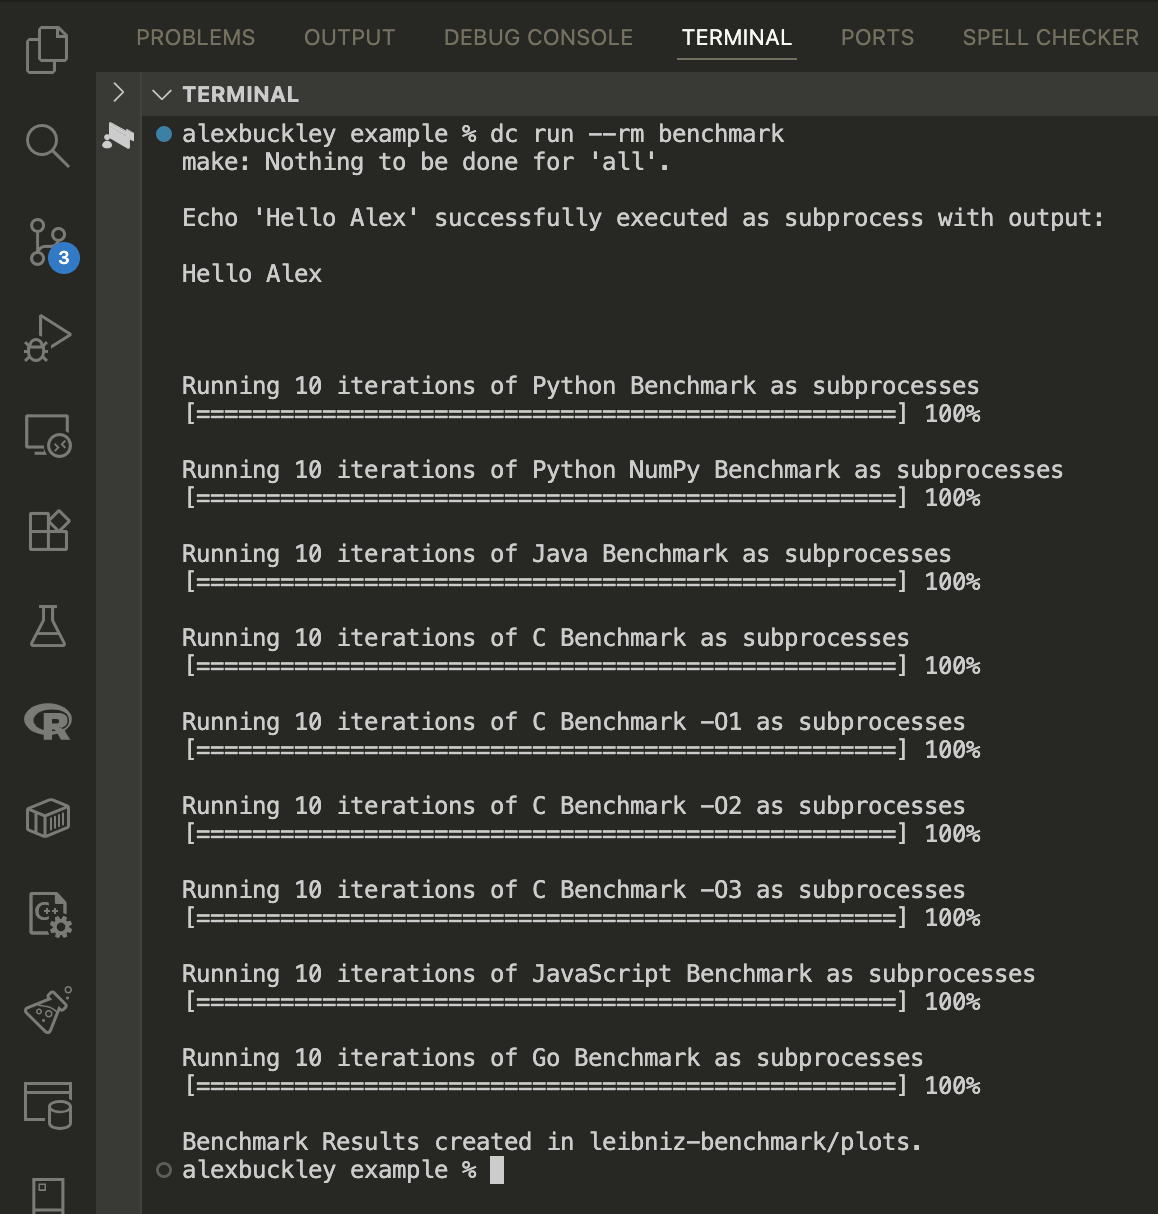 PROBLEMS OUTPUT DEBUG CONSOLE TERMINAL PORTS SPELL CHECKER
TERMINAL
alexbuckley example % dc run --rm benchmark
make: Nothing to be done for 'all'.
Echo 'Hello Alex' successfully executed as subprocess with output:
Hello Alex
Running 10 iterations of Python Benchmark as subprocesses
[==================================================] 100%
Running 10 iterations of Python NumPy Benchmark as subprocesses
[==================================================] 100%
Running 10 iterations of Java Benchmark as subprocesses
[==================================================] 100%
Running 10 iterations of C Benchmark as subprocesses
[==================================================] 100%
Running 10 iterations of C Benchmark -O1 as subprocesses
[==================================================] 100%
Running 10 iterations of C Benchmark -O2 as subprocesses
[==================================================] 100%
Running 10 iterations of C Benchmark -O3 as subprocesses
[==================================================] 100%
Running 10 iterations of JavaScript Benchmark as subprocesses
[==================================================] 100%
Running 10 iterations of Go Benchmark as subprocesses
[==================================================] 100%
Benchmark Results created in leibniz-benchmark/plots.
alexbuckley example %
3
R
C++